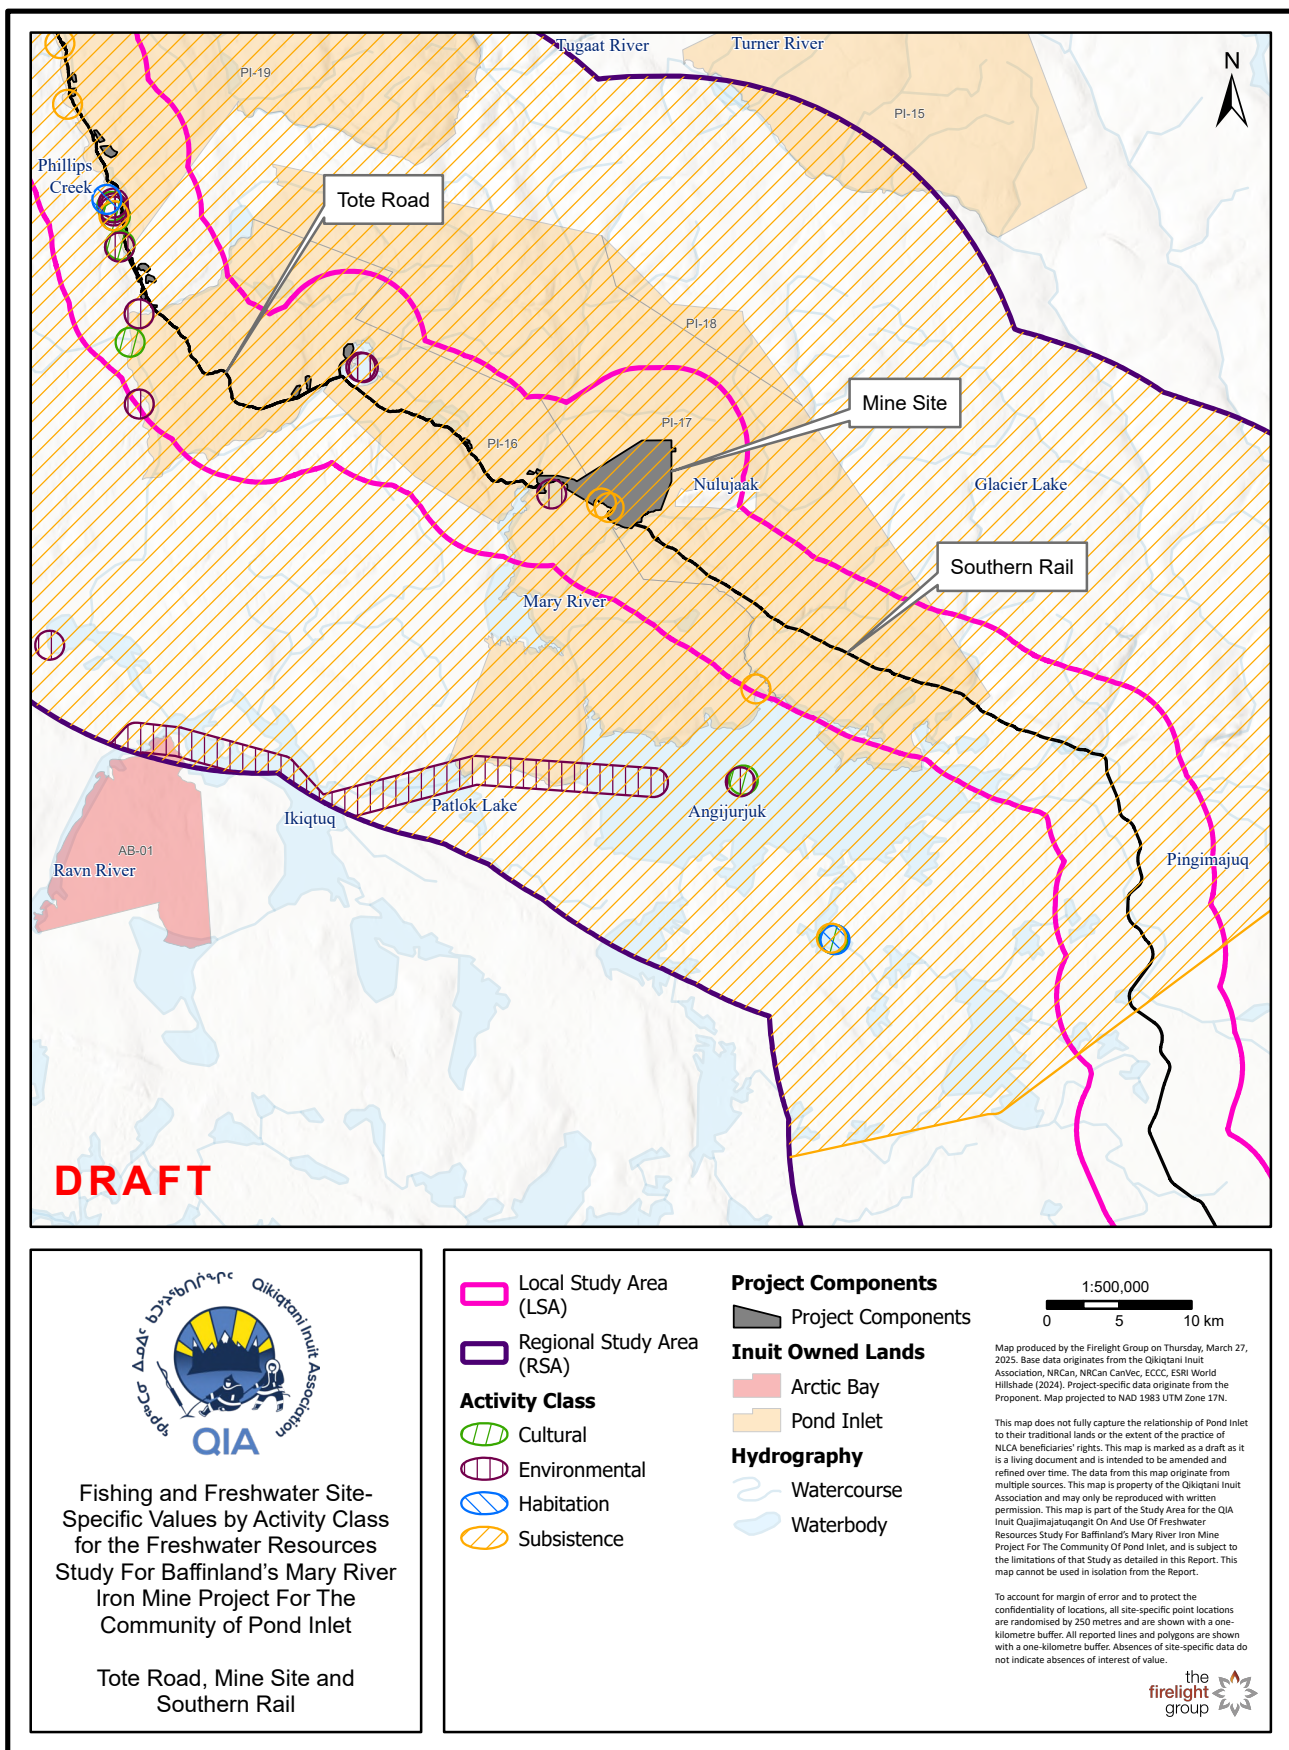 Tugaat River
Turner River
N
PI-19
PI-15
Phillips
Creek
Tote Road
PI-18
Mine Site
PI-17
PI-16
Nulujaak
Glacier Lake
Southern Rail
Mary River
Patlok Lake
Angijurjuk
Ikiqtuq
AB-01
Ravn River
Pingimajuq
DRAFT
Qikiqtani Inuit Association
QIA
Fishing and Freshwater Site-
Specific Values by Activity Class
for the Freshwater Resources
Study For Baffinland's Mary River
Iron Mine Project For The
Community of Pond Inlet
Tote Road, Mine Site and
Southern Rail
Local Study Area
(LSA)
Regional Study Area
(RSA)
Activity Class
Cultural
Environmental
Habitation
Subsistence
Project Components
Project Components
Inuit Owned Lands
Arctic Bay
Pond Inlet
Hydrography
Watercourse
Waterbody
1:500,000
0 5 10 km
Map produced by the Firelight Group on Thursday, March 27,
2025. Base data originates from the Qikiqtani Inuit
Association, NRCan, NRCan CanVec, ECCC, ESRI World
Hillshade (2024). Project-specific data originate from the
Proponent. Map projected to NAD 1983 UTM Zone 17N.
This map does not fully capture the relationship of Pond Inlet
to their traditional lands or the extent of the practice of
NLCA beneficiaries' rights. This map is marked as a draft as it
is a living document and is intended to be amended and
refined over time. The data from this map originate from
multiple sources. This map is property of the Qikiqtani Inuit
Association and may only be reproduced with written
permission. This map is part of the Study Area for the QIA
Inuit Quajimajatuqangit On And Use Of Freshwater
Resources Study For Baffinland's Mary River Iron Mine
Project For The Community Of Pond Inlet, and is subject to
the limitations of that Study as detailed in this Report. This
map cannot be used in isolation from the Report.
To account for margin of error and to protect the
confidentiality of locations, all site-specific point locations
are randomised by 250 metres and are shown with a one-
kilometre buffer. All reported lines and polygons are shown
with a one-kilometre buffer. Absences of site-specific data do
not indicate absences of interest of value.
the
firelight
group